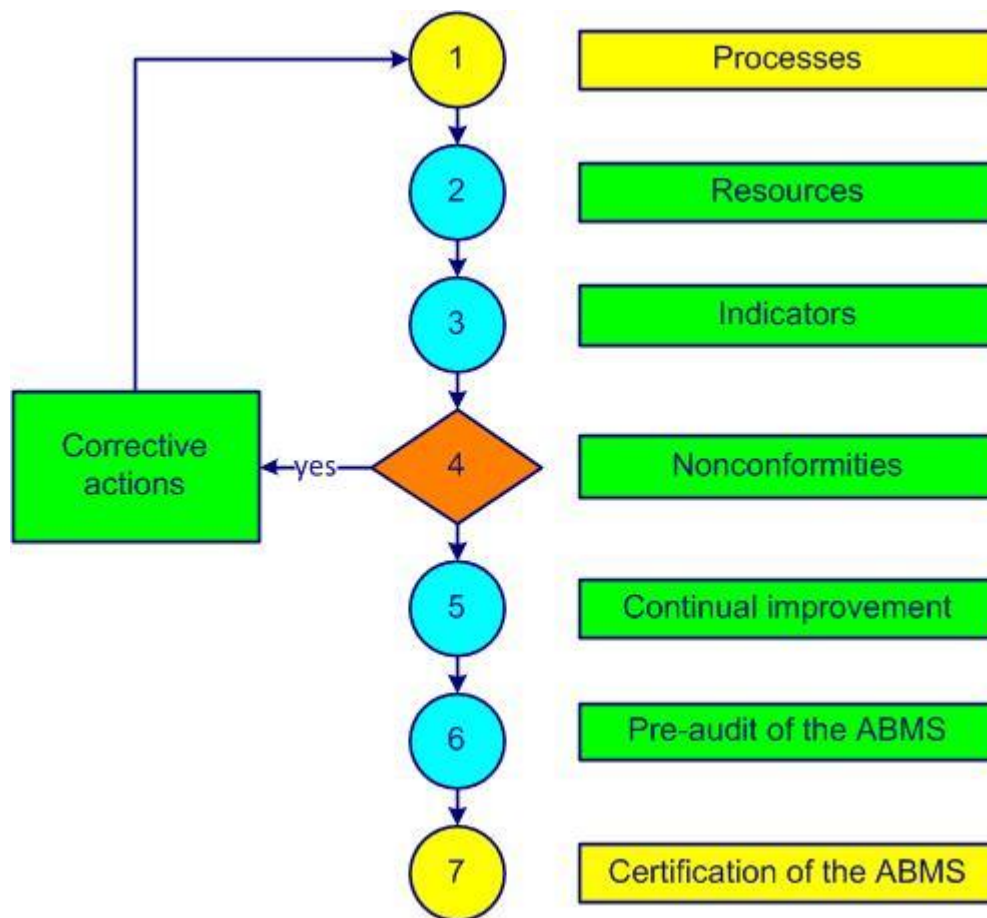 1
Processes
2
Resources
3
Indicators
Corrective
actions
yes
4
Nonconformities
5
Continual improvement
6
Pre-audit of the ABMS
7
Certification of the ABMS